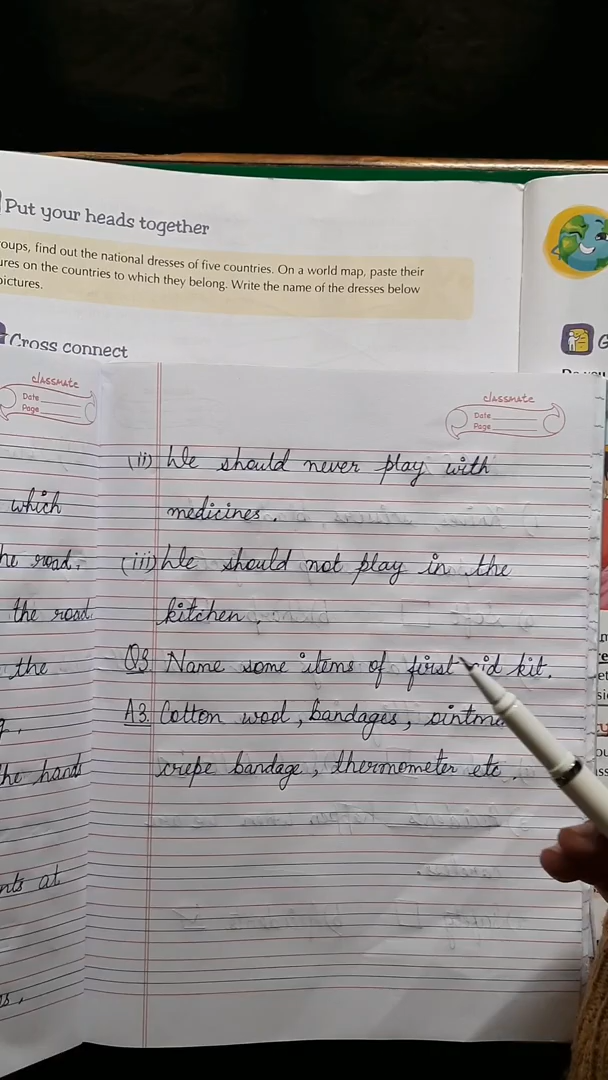 Put your heads together
oups, find out the national dresses of five countries. On a world map, paste their
ures on the countries to which they belong. Write the name of the dresses below
pictures.
Cross connect
G
classmate
Date
Page
which
he road.
the road
the
the hands
nts at
classmate
Date
Page
(ii) We should never play with
medicines.
(iii) We should not play in the
kitchen.
Q3 Name some items of first aid kit.
A3. Cotton wool, bandages, ointme
crepe bandage, thermometer etc.